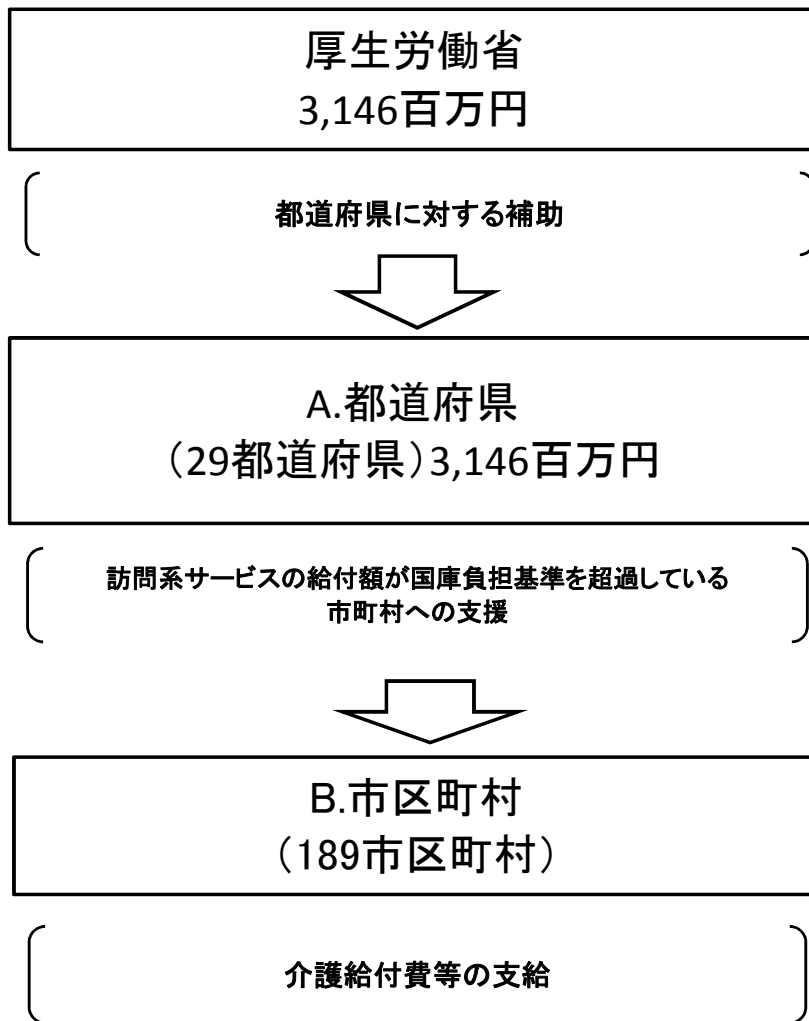 厚生労働省
3,146百万円
都道府県に対する補助
A.都道府県
（29都道府県）3,146百万円
訪問系サービスの給付額が国庫負担基準を超過している
市町村への支援
B.市区町村
（189市区町村）
介護給付費等の支給